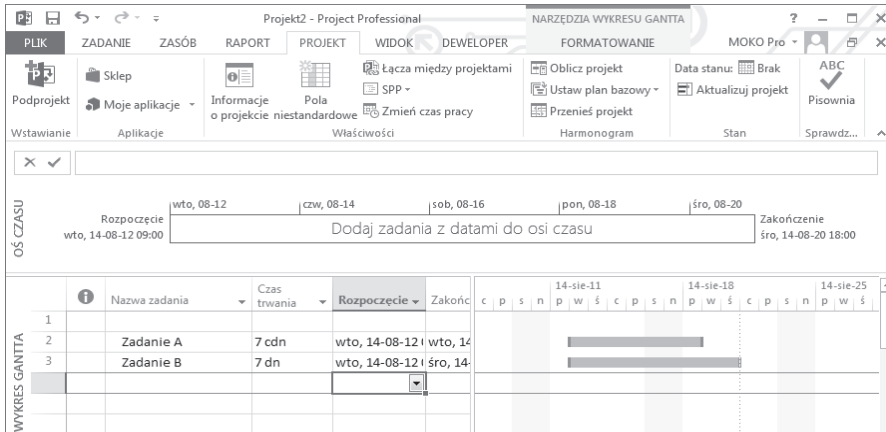 Projekt2 - Project Professional
NARZĘDZIA WYKRESU GANTTA
PLIK ZADANIE ZASÓB RAPORT PROJEKT WIDOK DEWELOPER FORMATOWANIE MOKO Pro
Podprojekt
Sklep
Moje aplikacje
Informacje o projekcie
Pola niestandardowe
Łącza między projektami
SPP
Zmień czas pracy
Oblicz projekt
Ustaw plan bazowy
Przenieś projekt
Data stanu: Brak
Aktualizuj projekt
ABC
Pisownia
Wstawianie Aplikacje Właściwości Harmonogram Stan Sprawdz...
OŚ CZASU
wto, 08-12 czw, 08-14 sob, 08-16 pon, 08-18 śro, 08-20
Rozpoczęcie
wto, 14-08-12 09:00
Dodaj zadania z datami do osi czasu
Zakończenie
śro, 14-08-20 18:00
WYKRES GANTTA
Nazwa zadania Czas trwania Rozpoczęcie Zakońc
14-sie-11 14-sie-18 14-sie-25
c p s n p w ś c p s n p w ś c p s n p w ś
1
2 Zadanie A 7 cdn wto, 14-08-12 wto, 14
3 Zadanie B 7 dn wto, 14-08-12 śro, 14-